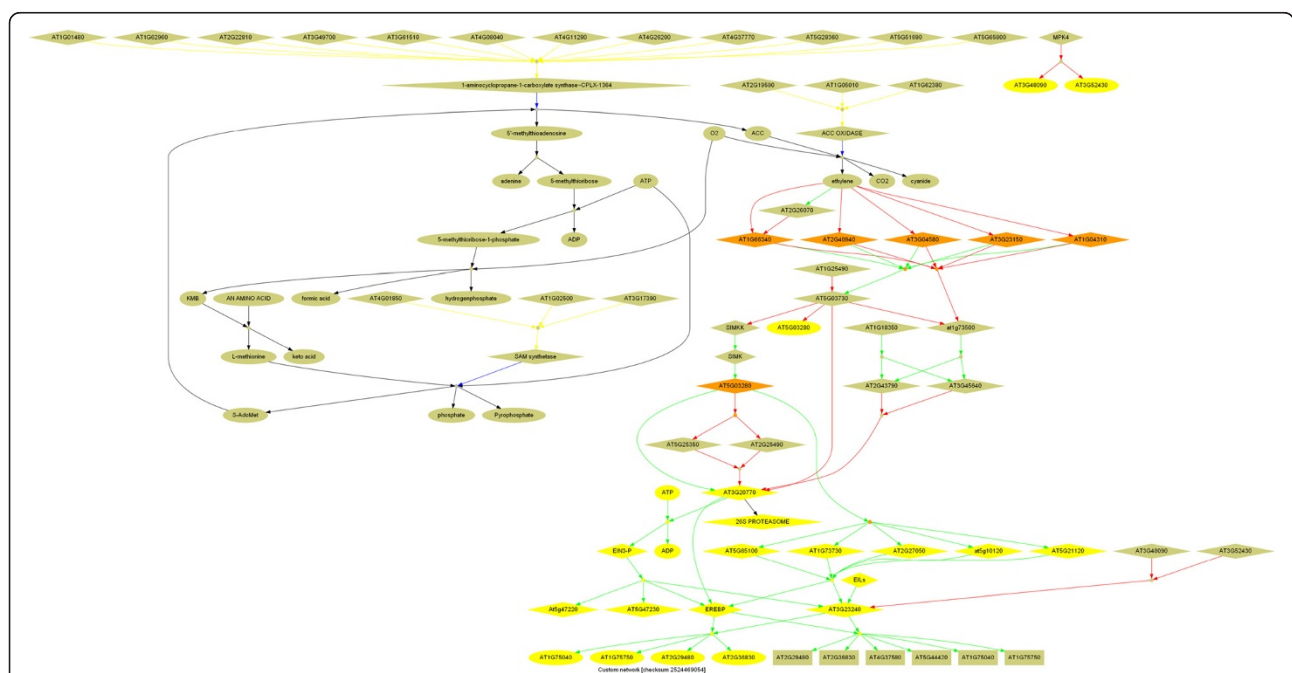 AT1G01480 AT1G02960 AT2G22810 AT3G49700 AT3G61510 AT4G08040 AT4G11280 AT4G26200 AT4G37770 AT5G28360 AT5G51690 AT5G65800 MPK4
AT3G48090 AT3G52430
1-aminocyclopropane-1-carboxylate synthase--CPLX-1364
AT2G19590 AT1G05010 AT1G62380
5'-methylthioadenosine O2 ACC ACC OXIDASE
adenine 5-methylthioribose ATP ethylene CO2 cyanide
AT2G26070
5-methylthioribose-1-phosphate ADP
AT1G66340 AT2G40940 AT3G04580 AT3G23150 AT1G04310
AT1G25490
KMB AN AMINO ACID formic acid hydrogenphosphate
AT4G01850 AT1G02500 AT3G17390
AT5G03730
SIMKK AT5G03280 AT1G18350 at1g73500
L-methionine keto acid SAM synthetase
SIMK
AT5G03280 AT2G43790 AT3G45640
S-AdoMet phosphate Pyrophosphate
AT5G25350 AT2G25490
ATP AT3G20770
26S PROTEASOME
EIN3-P ADP AT5G65100 AT1G73730 AT2G27050 at5g10120 AT5G21120 AT3G48090 AT3G52430
EILs
At5g47220 AT5G47230 EREBP AT3G23240
AT1G75040 AT1G75750 AT2G29480 AT2G36830 AT4G37580 AT5G44420 AT1G75040 AT1G75750
Custom network [checksum 2524469054]